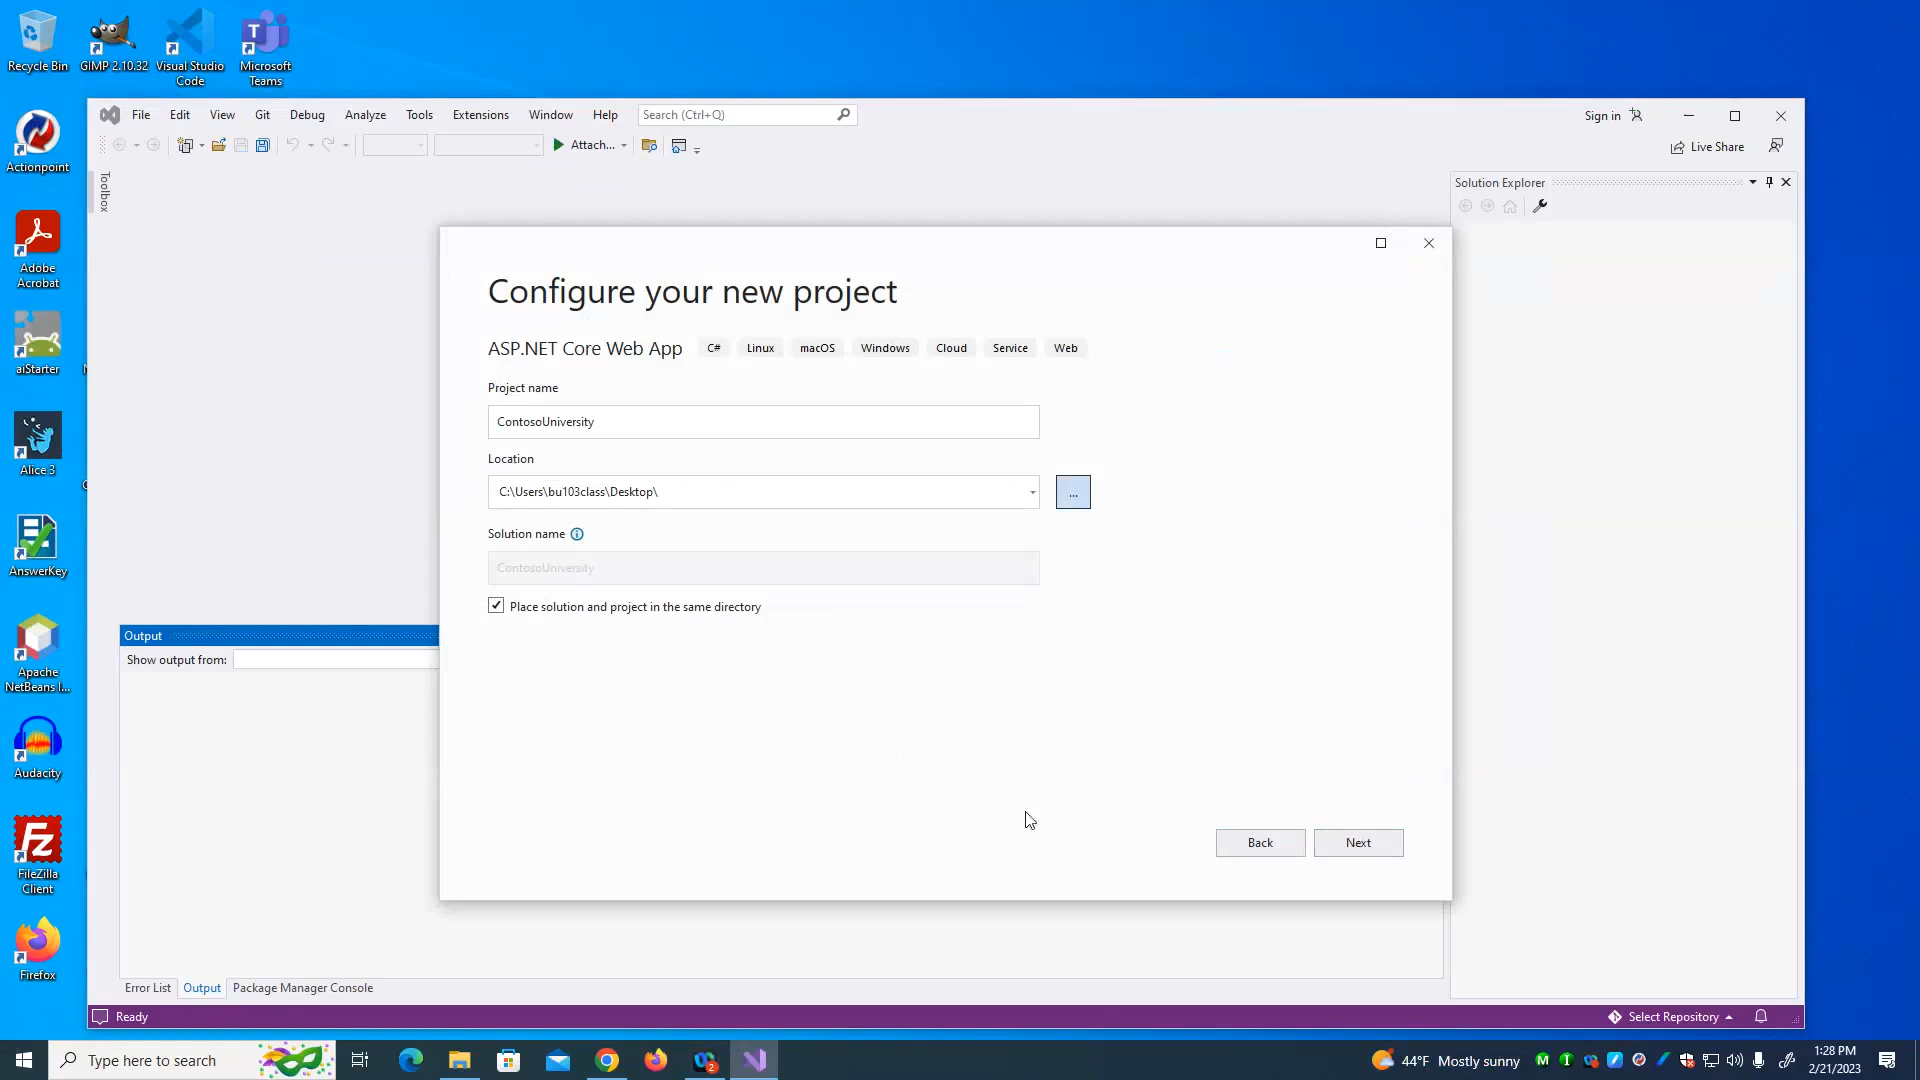 Recycle Bin
GIMP 2.10.32
Visual Studio
Code
Microsoft
Teams
Actionpoint
Adobe
Acrobat
aiStarter
Alice 3
AnswerKey
Apache
NetBeans I...
Audacity
FileZilla
Client
Firefox
File Edit View Git Debug Analyze Tools Extensions Window Help Search (Ctrl+Q) Sign in
Attach... Live Share
Toolbox
Solution Explorer
Configure your new project
ASP.NET Core Web App C# Linux macOS Windows Cloud Service Web
Project name
ContosoUniversity
Location
C:\Users\bu103class\Desktop\
...
Solution name
ContosoUniversity
Place solution and project in the same directory
Back Next
Output
Show output from:
Error List Output Package Manager Console
Ready Select Repository
Type here to search
2
44°F Mostly sunny
1:28 PM
2/21/2023